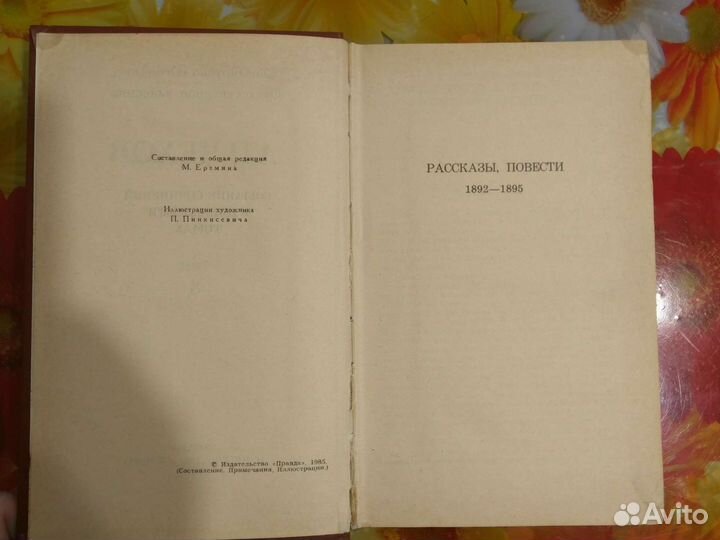 Составление и общая редакция
М. Еремина
Иллюстрации художника
П. Пинкисевича
© Издательство «Правда», 1985.
(Составление. Примечания. Иллюстрации.)
РАССКАЗЫ, ПОВЕСТИ
1892—1895
Avito